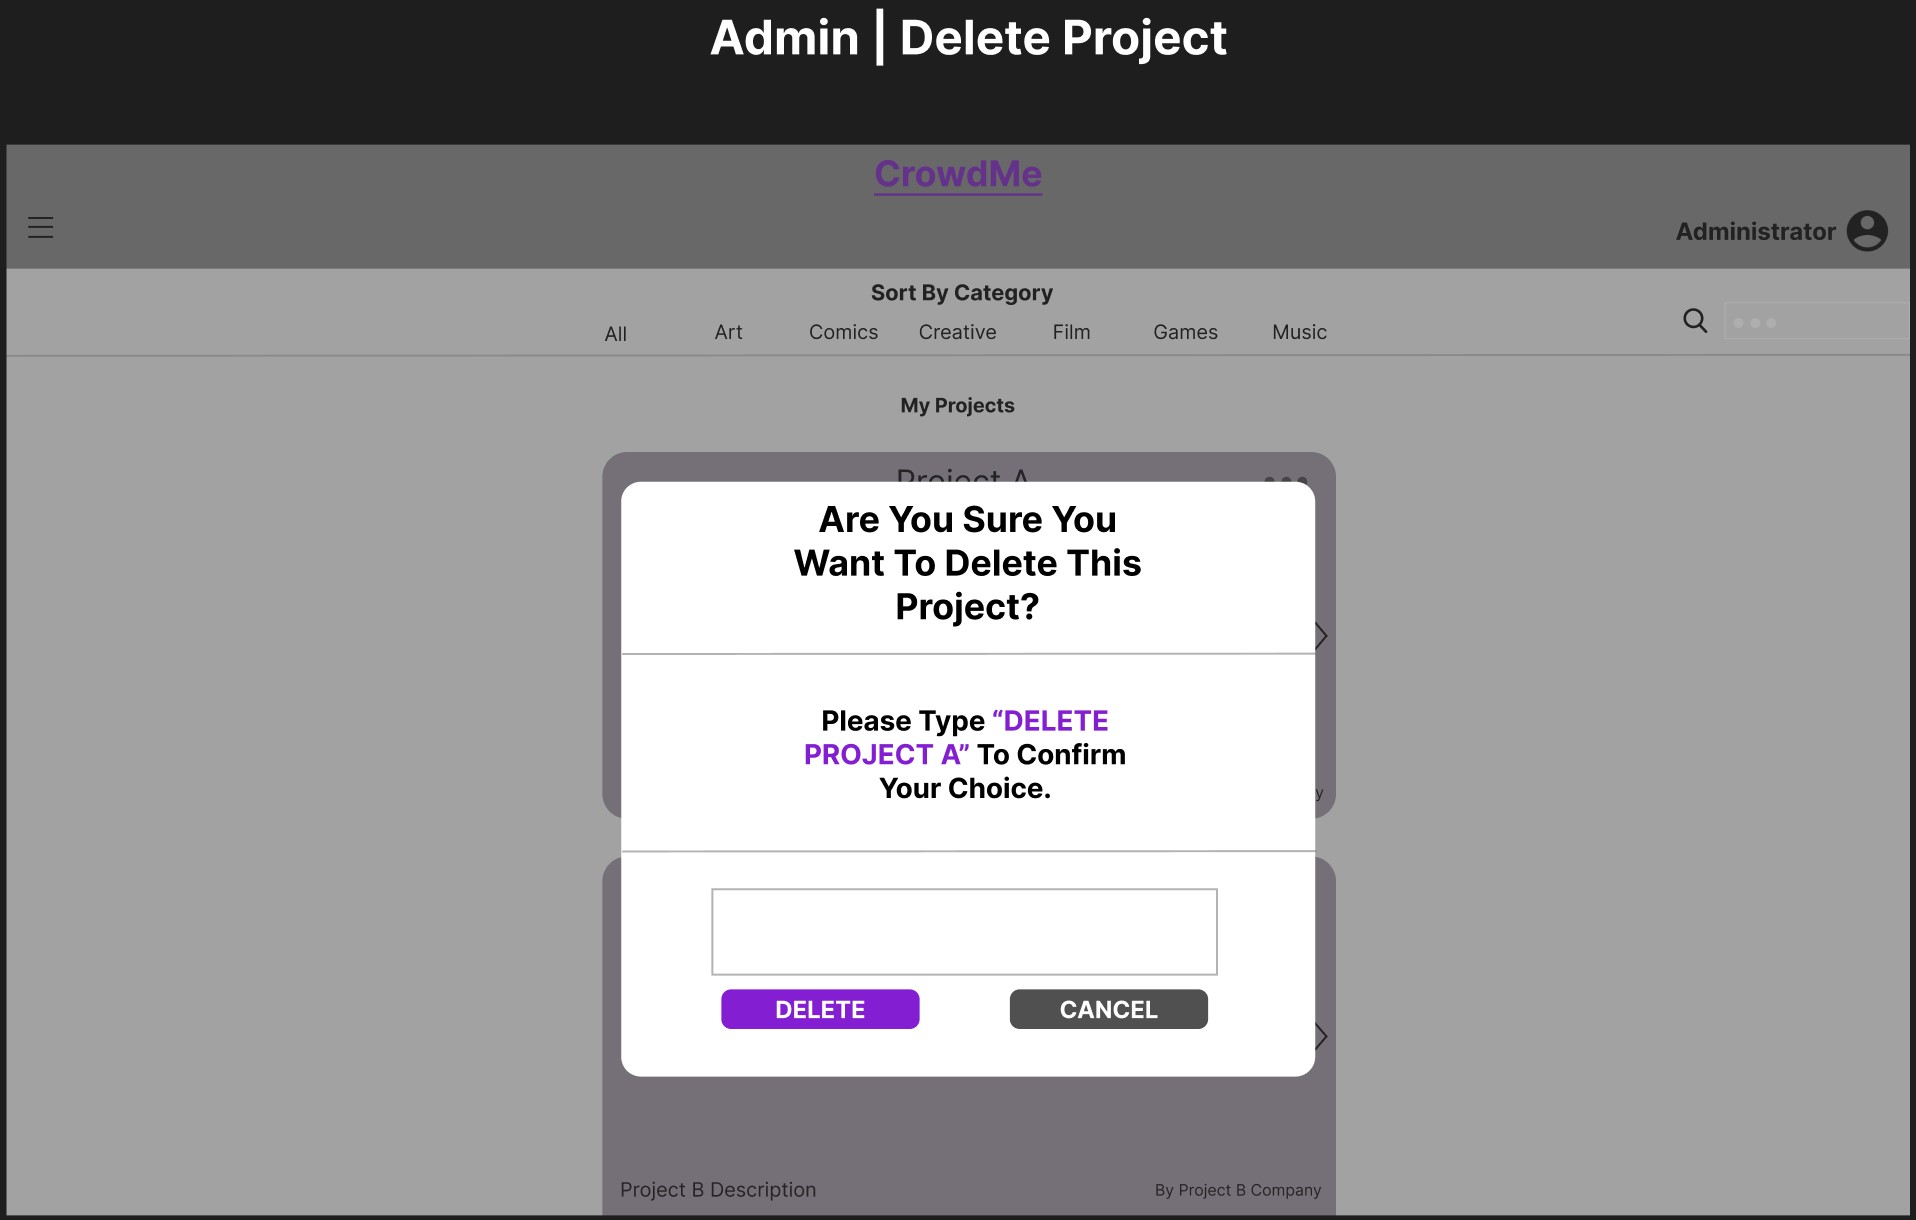 Admin | Delete Project
CrowdMe
Administrator
Sort By Category
All Art Comics Creative Film Games Music
My Projects
Project A
Are You Sure You
Want To Delete This
Project?
Please Type “DELETE
PROJECT A” To Confirm
Your Choice.
y
DELETE CANCEL
Project B Description By Project B Company